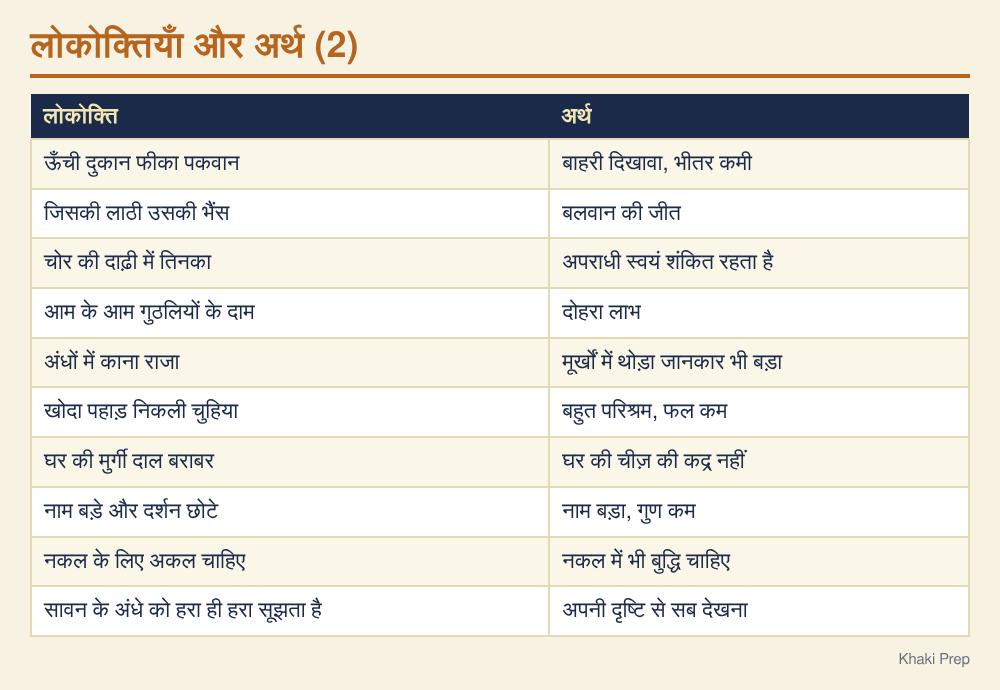 लोकोक्तियाँ और अर्थ (2)
लोकोक्ति अर्थ
ऊँची दुकान फीका पकवान बाहरी दिखावा, भीतर कमी
जिसकी लाठी उसकी भैंस बलवान की जीत
चोर की दाढ़ी में तिनका अपराधी स्वयं शंकित रहता है
आम के आम गुठलियों के दाम दोहरा लाभ
अंधों में काना राजा मूर्खों में थोड़ा जानकार भी बड़ा
खोदा पहाड़ निकली चुहिया बहुत परिश्रम, फल कम
घर की मुर्गी दाल बराबर घर की चीज़ की कद्र नहीं
नाम बड़े और दर्शन छोटे नाम बड़ा, गुण कम
नकल के लिए अकल चाहिए नकल में भी बुद्धि चाहिए
सावन के अंधे को हरा ही हरा सूझता है अपनी दृष्टि से सब देखना
Khaki Prep